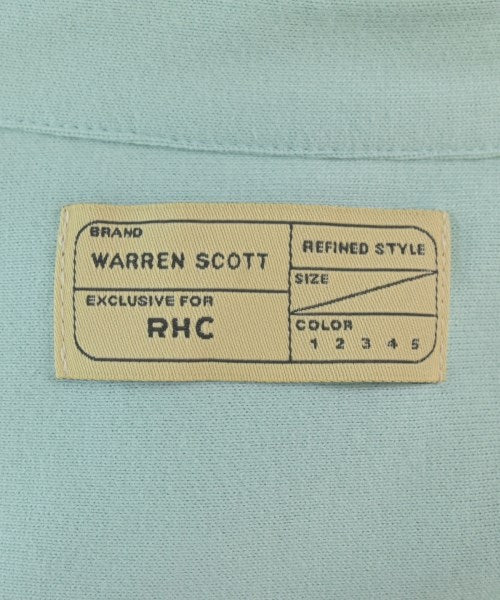 BRAND
WARREN SCOTT
EXCLUSIVE FOR
RHC
REFINED STYLE
SIZE
COLOR
1 2 3 4 5